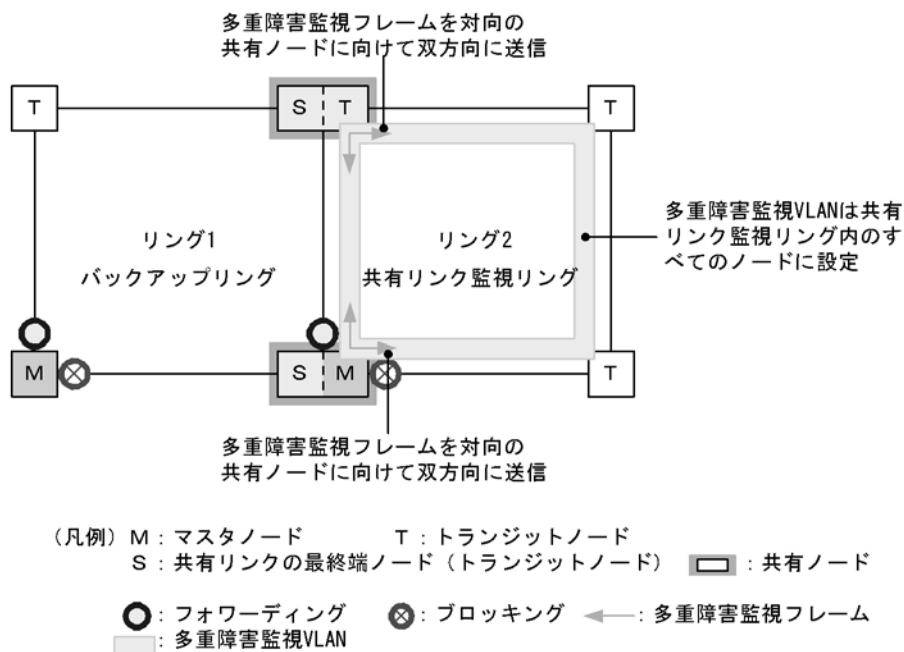 多重障害監視フレームを対向の
共有ノードに向けて双方向に送信
T
S T
T
リング1
バックアップリング
リング2
共有リンク監視リング
多重障害監視VLANは共有
リンク監視リング内のす
べてのノードに設定
M
S M
T
多重障害監視フレームを対向の
共有ノードに向けて双方向に送信
(凡例) M:マスタノード T:トランジットノード
S:共有リンクの最終端ノード(トランジットノード) :共有ノード
:フォワーディング :ブロッキング :多重障害監視フレーム
:多重障害監視VLAN